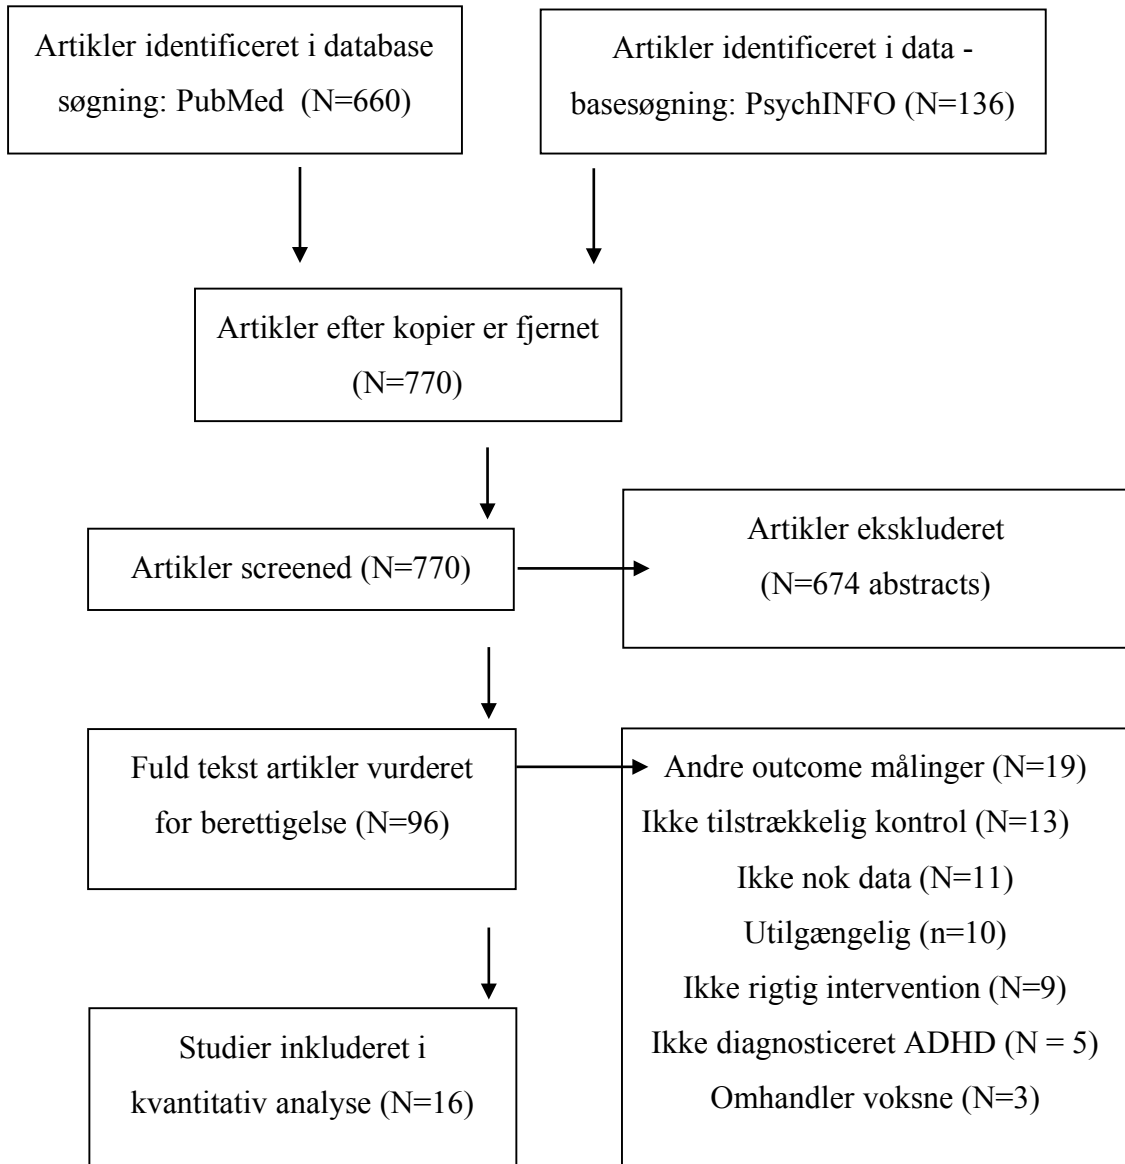 Artikler identificeret i database
søgning: PubMed (N=660)
Artikler identificeret i data -
basesøgning: PsychINFO (N=136)
Artikler efter kopier er fjernet
(N=770)
Artikler screened (N=770)
Artikler ekskluderet
(N=674 abstracts)
Fuld tekst artikler vurderet
for berettigelse (N=96)
Andre outcome målinger (N=19)
Ikke tilstrækkelig kontrol (N=13)
Ikke nok data (N=11)
Utilgængelig (n=10)
Ikke rigtig intervention (N=9)
Ikke diagnosticeret ADHD (N = 5)
Omhandler voksne (N=3)
Studier inkluderet i
kvantitativ analyse (N=16)